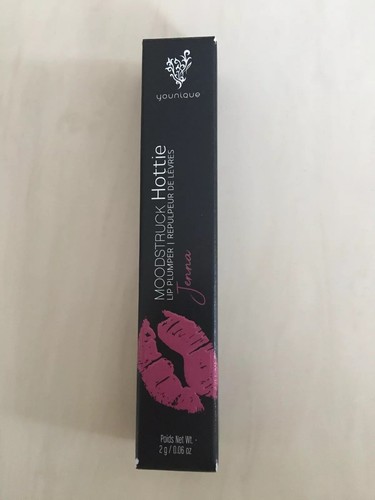 younique
MOODSTRUCK Hottie
LIP PLUMPER | REPULPEUR DE LÈVRES
Jenna
Poids Net Wt. -
2 g / 0.06 oz